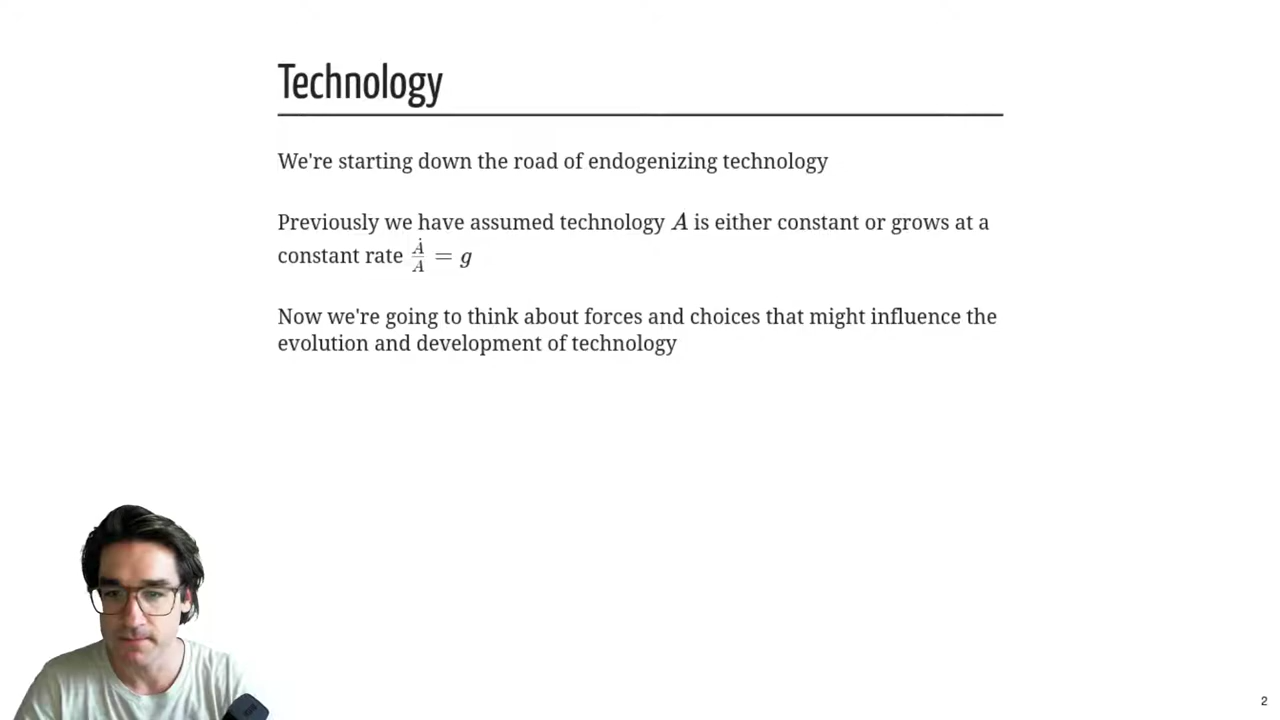 Technology
We're starting down the road of endogenizing technology
Previously we have assumed technology A is either constant or grows at a
constant rate Ȧ/A = g
Now we're going to think about forces and choices that might influence the
evolution and development of technology
2